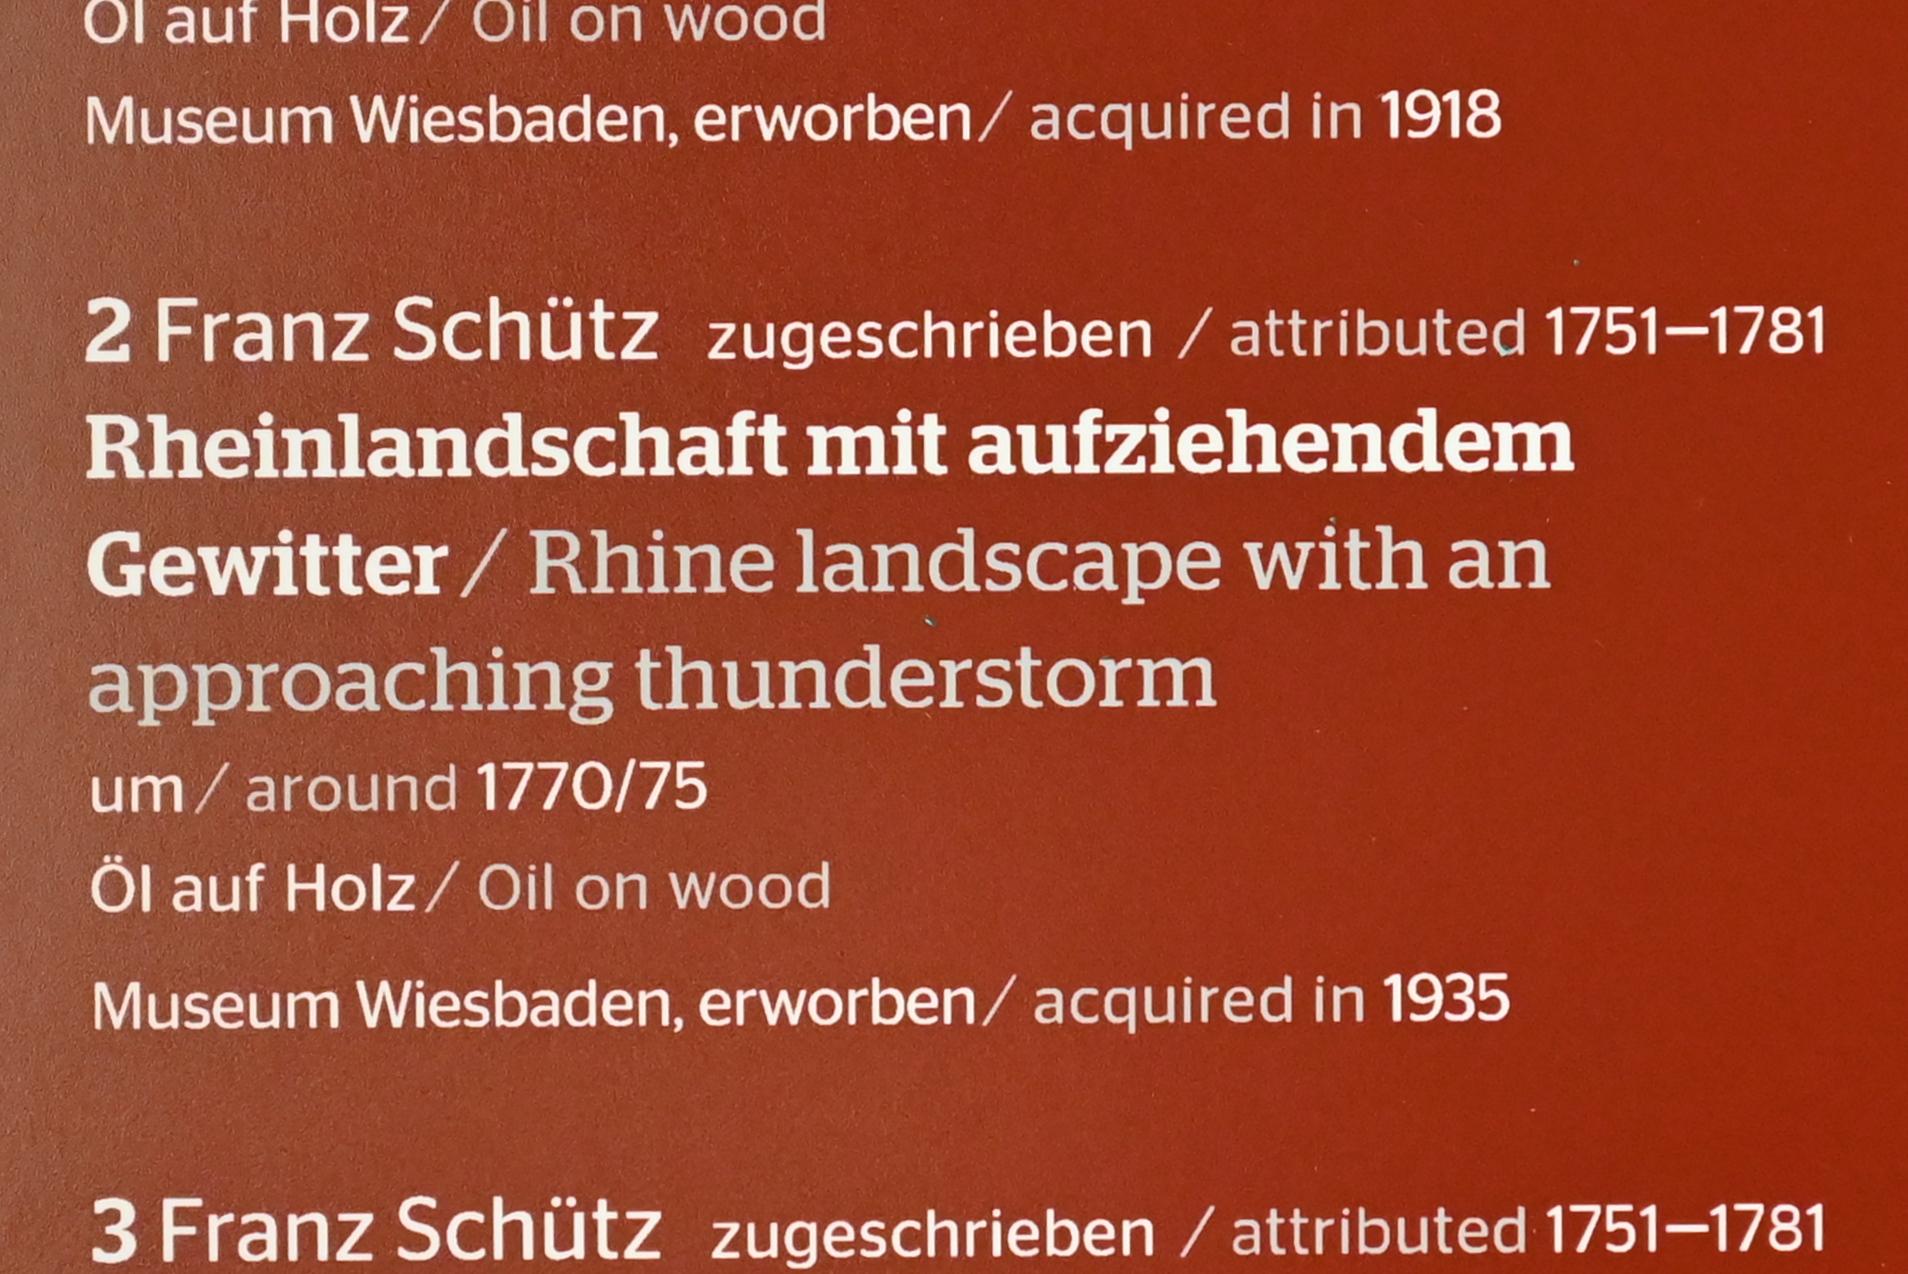 Öl auf Holz / Oil on wood
Museum Wiesbaden, erworben / acquired in 1918
2 Franz Schütz zugeschrieben / attributed 1751–1781
Rheinlandschaft mit aufziehendem
Gewitter / Rhine landscape with an
approaching thunderstorm
um / around 1770/75
Öl auf Holz / Oil on wood
Museum Wiesbaden, erworben / acquired in 1935
3 Franz Schütz zugeschrieben / attributed 1751–1781